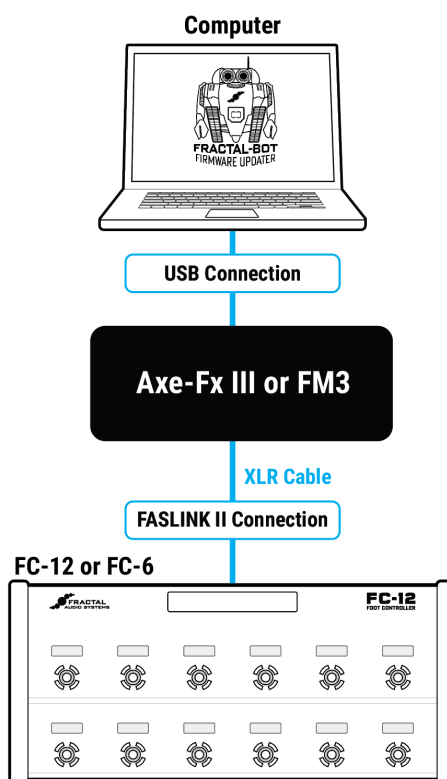 Computer
FRACTAL-BOT
FIRMWARE UPDATER
USB Connection
Axe-Fx III or FM3
XLR Cable
FASLINK II Connection
FC-12 or FC-6
FRACTAL
AUDIO SYSTEMS
FC-12
FOOT CONTROLLER